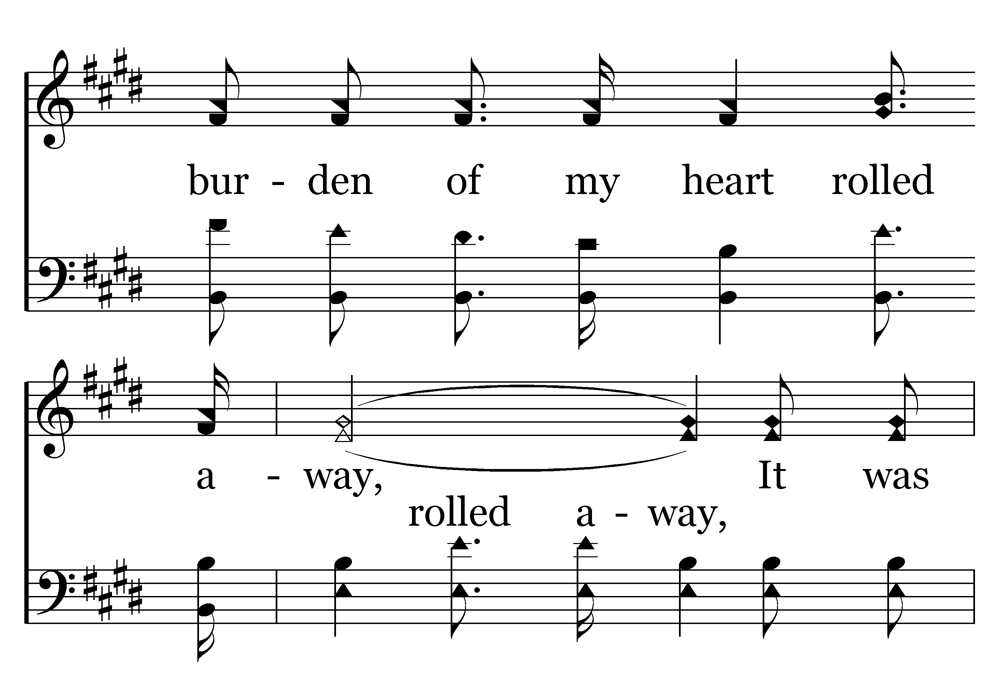 bur - den of my heart rolled
a - way, It was
rolled a - way,